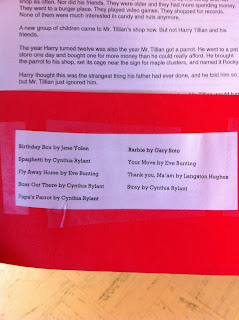 shop as often. Nor did his friends. They were older and they had more spending money.
They went to a burger place. They played video games. They shopped for records.
None of them were much interested in candy and nuts anymore.
A new group of children came to Mr. Tillian's shop now. But not Harry Tillian and his
friends.
The year Harry turned twelve was also the year Mr. Tillian got a parrot. He went to a pet
store one day and bought one for more money than he could really afford. He brought
the parrot to his shop, set its cage near the sign for maple clusters, and named it Rocky.
Harry thought this was the strangest thing his father had ever done, and he told him so,
but Mr. Tillian just ignored him.
Birthday Box by Jane Yolen
Spaghetti by Cynthia Rylant
Fly Away Home by Eve Bunting
Boar Out There by Cynthia Rylant
Papa's Parrot by Cynthia Rylant
Barbie by Gary Soto
Your Move by Eve Bunting
Thank you, Ma'am by Langston Hughes
Stray by Cynthia Rylant